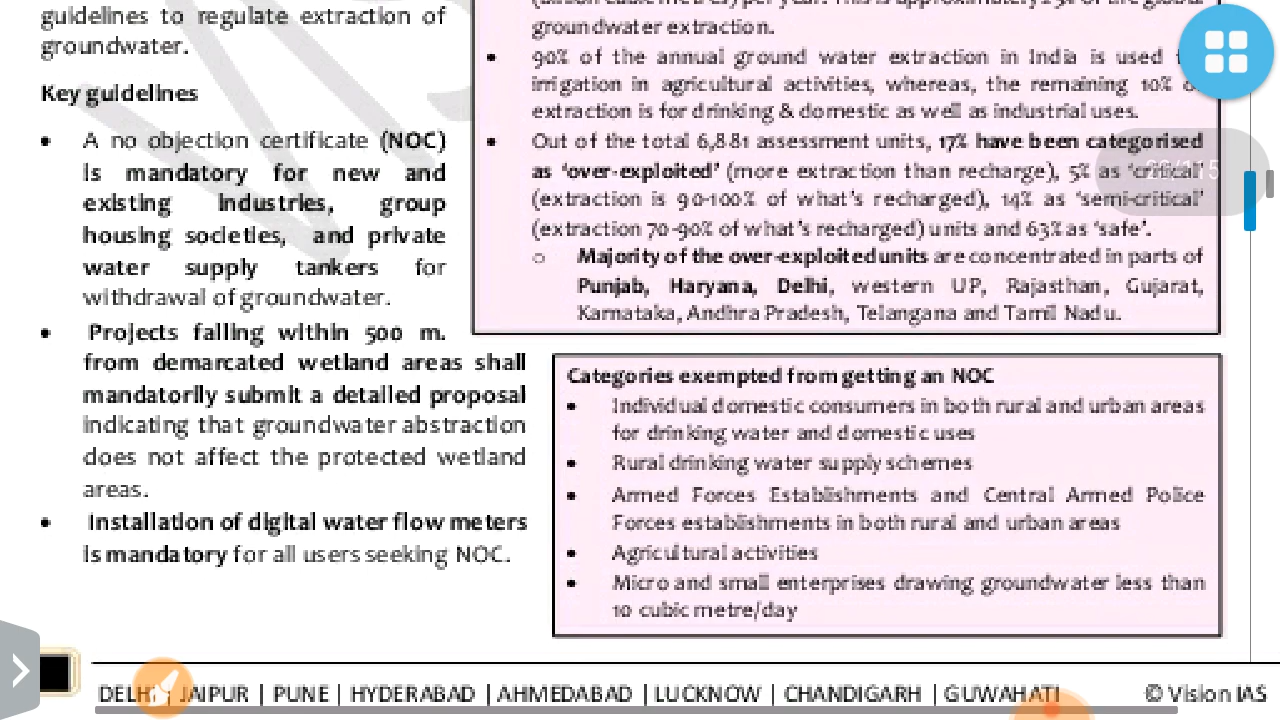 guidelines to regulate extraction of
groundwater.
Key guidelines
• A no objection certificate (NOC)
is mandatory for new and
existing industries, group
housing societies, and private
water supply tankers for
withdrawal of groundwater.
• Projects falling within 500 m.
from demarcated wetland areas shall
mandatorily submit a detailed proposal
indicating that groundwater abstraction
does not affect the protected wetland
areas.
• Installation of digital water flow meters
is mandatory for all users seeking NOC.
groundwater extraction.
• 90% of the annual ground water extraction in India is used
irrigation in agricultural activities, whereas, the remaining 10%
extraction is for drinking & domestic as well as industrial uses.
• Out of the total 6,881 assessment units, 17% have been categorised
as ‘over-exploited’ (more extraction than recharge), 5% as ‘critical’
(extraction is 90-100% of what’s recharged), 14% as ‘semi-critical’
(extraction 70-90% of what’s recharged) units and 63% as ‘safe’.
o Majority of the over-exploited units are concentrated in parts of
Punjab, Haryana, Delhi, western UP, Rajasthan, Gujarat,
Karnataka, Andhra Pradesh, Telangana and Tamil Nadu.
Categories exempted from getting an NOC
• Individual domestic consumers in both rural and urban areas
for drinking water and domestic uses
• Rural drinking water supply schemes
• Armed Forces Establishments and Central Armed Police
Forces establishments in both rural and urban areas
• Agricultural activities
• Micro and small enterprises drawing groundwater less than
10 cubic metre/day
DELHI | JAIPUR | PUNE | HYDERABAD | AHMEDABAD | LUCKNOW | CHANDIGARH | GUWAHATI © Vision IAS